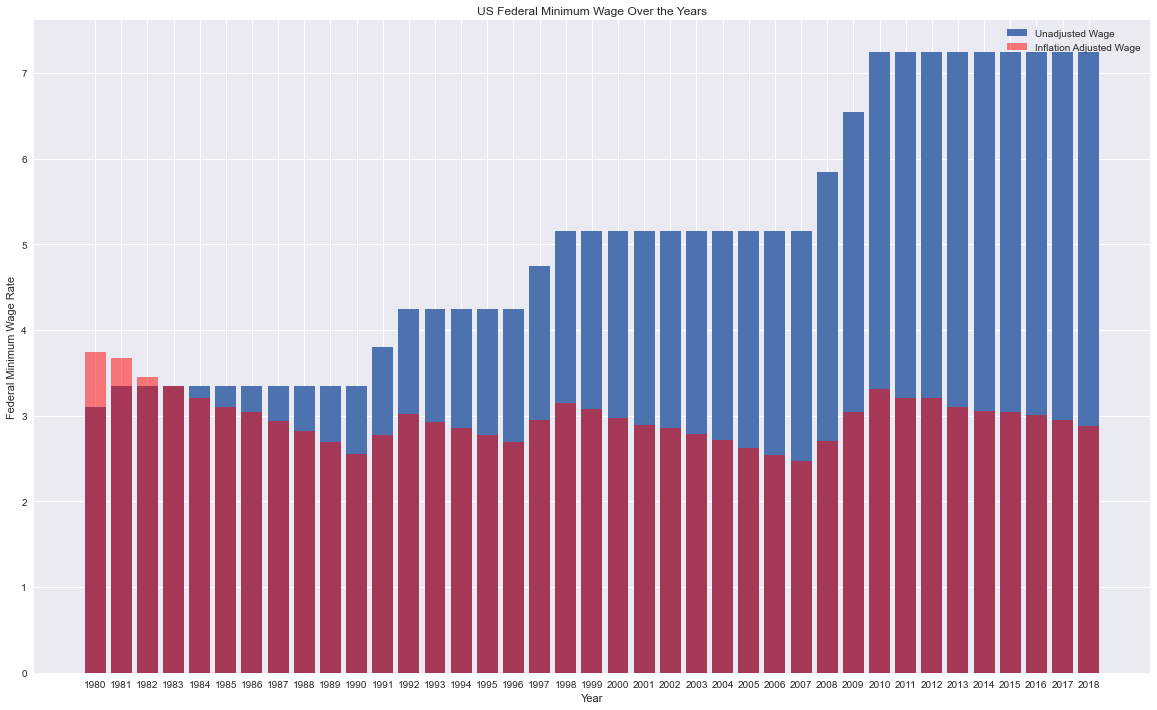 US Federal Minimum Wage Over the Years
Unadjusted Wage
Inflation Adjusted Wage
7
6
5
4
3
2
1
0
Federal Minimum Wage Rate
1980 1981 1982 1983 1984 1985 1986 1987 1988 1989 1990 1991 1992 1993 1994 1995 1996 1997 1998 1999 2000 2001 2002 2003 2004 2005 2006 2007 2008 2009 2010 2011 2012 2013 2014 2015 2016 2017 2018
Year